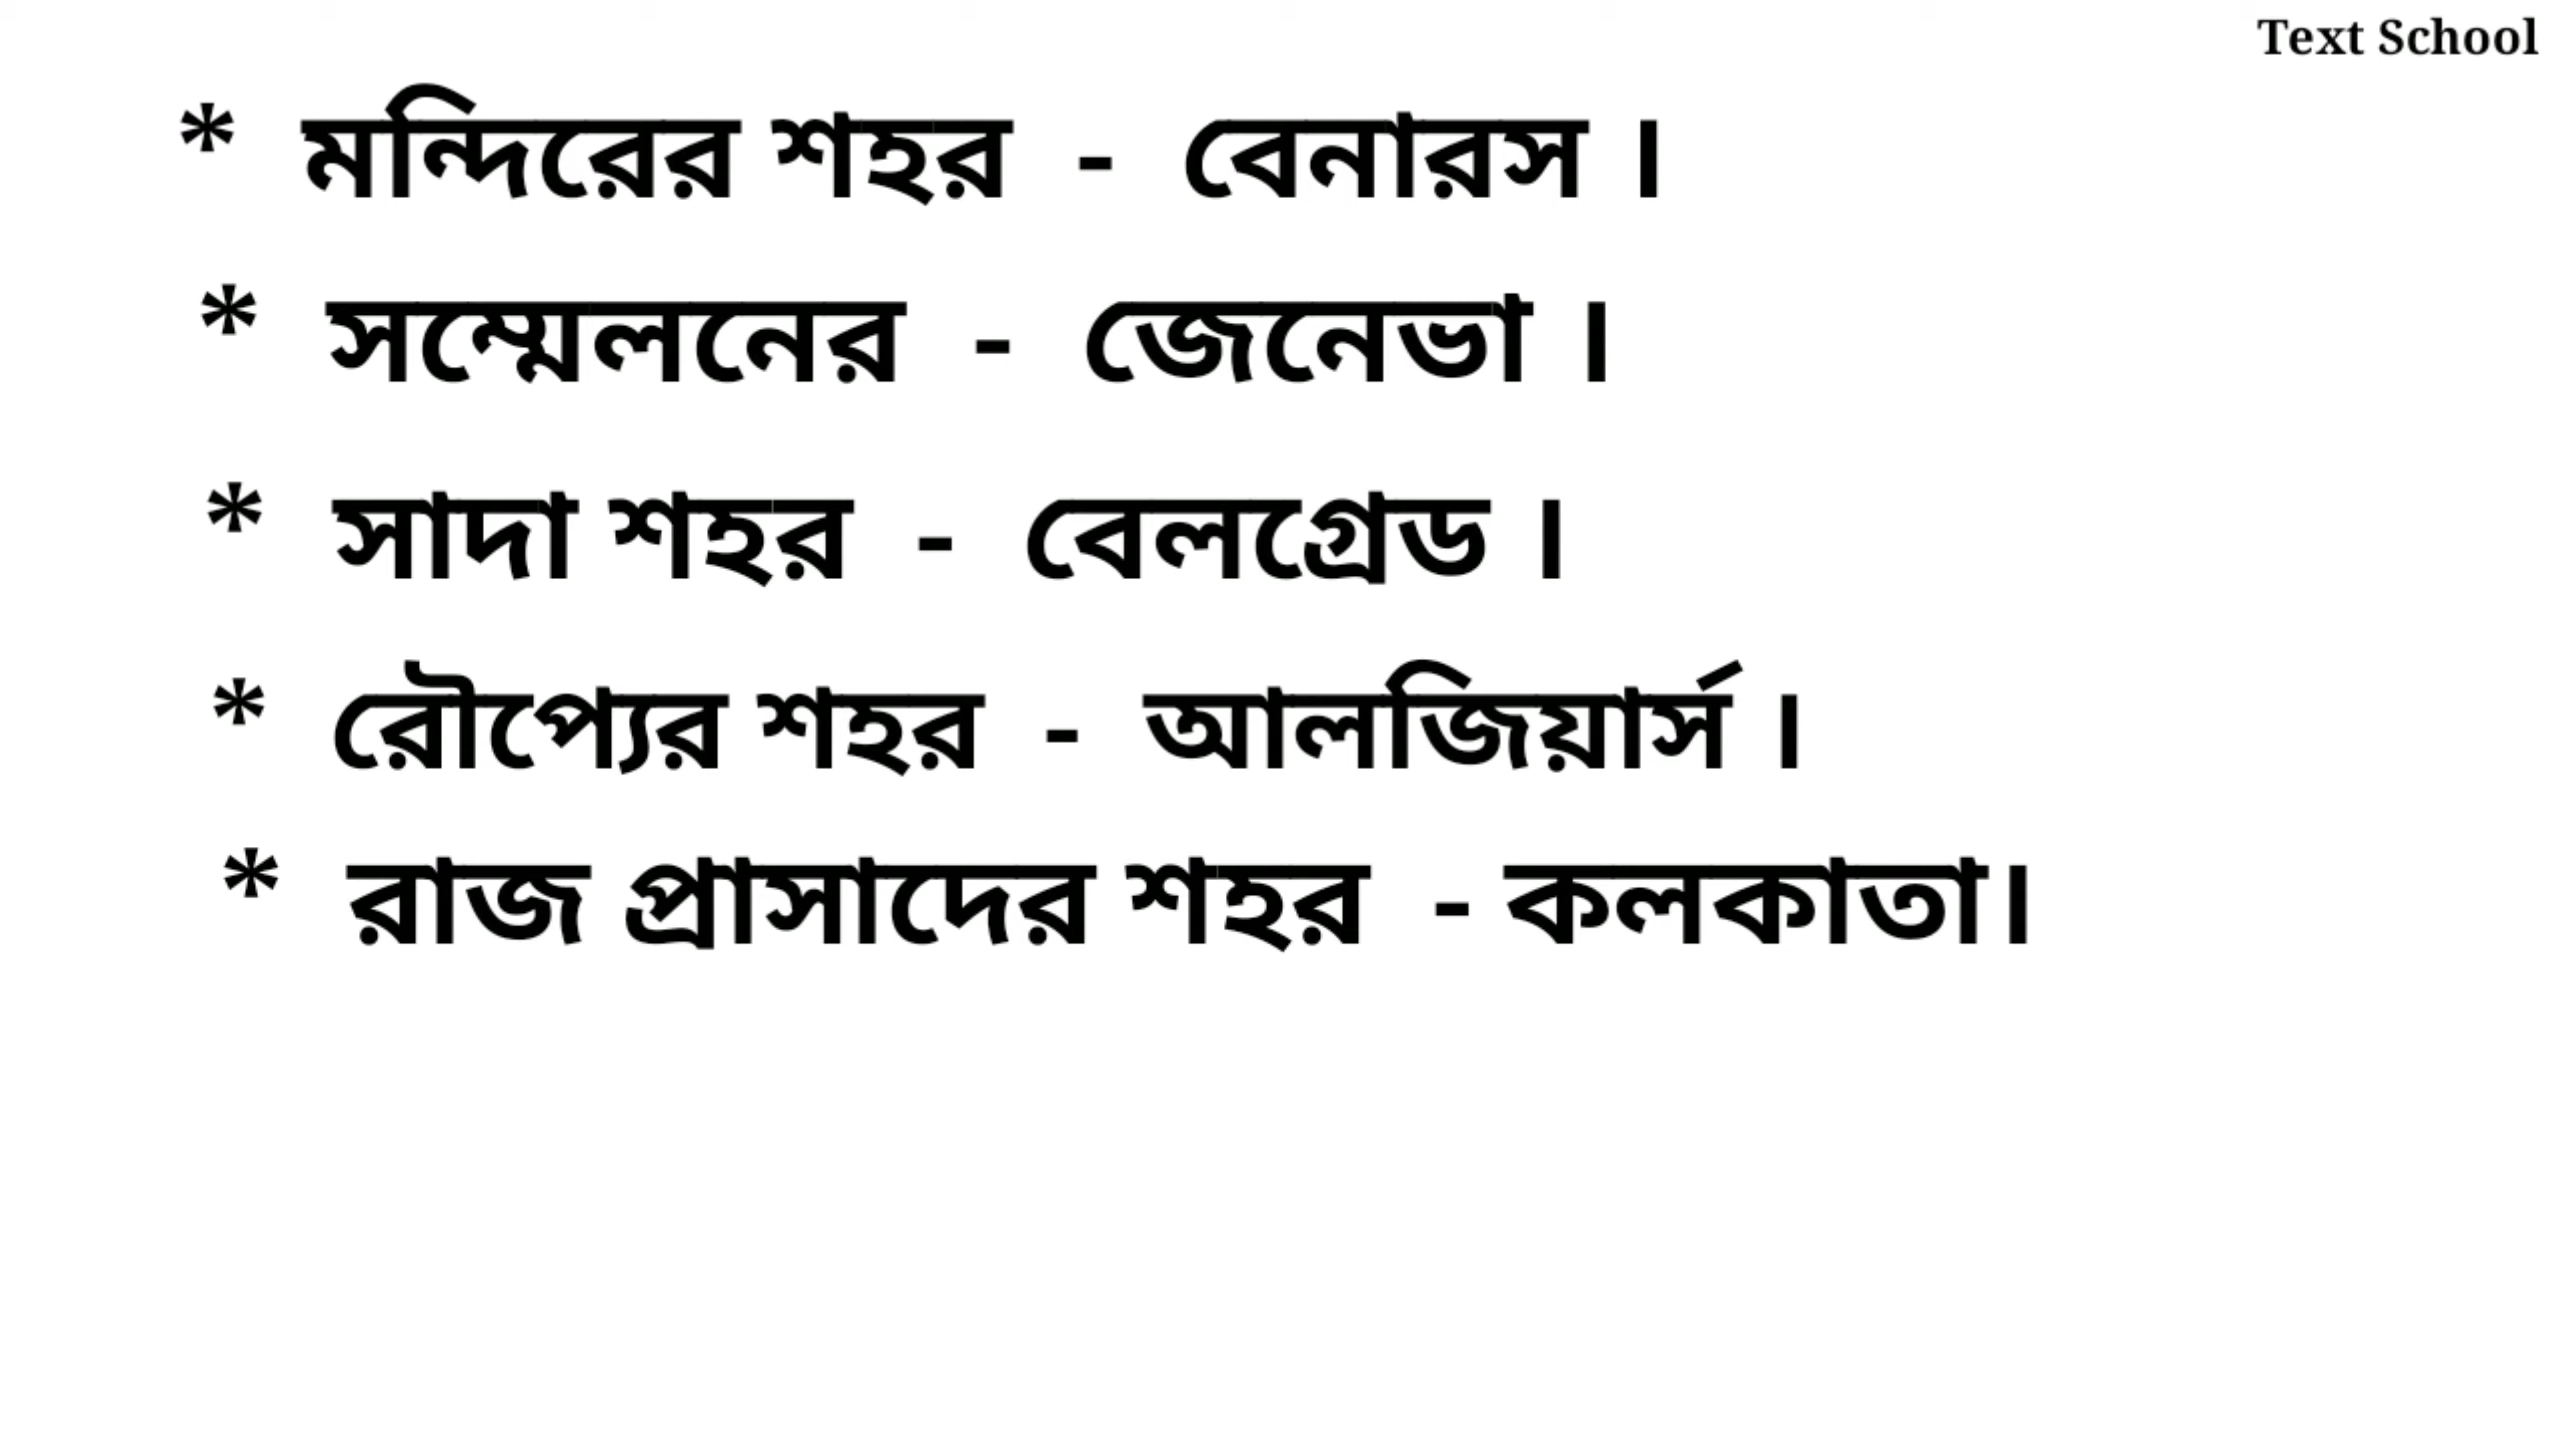 Text School
* মন্দিরের শহর - বেনারস ।
* সম্মেলনের - জেনেভা ।
* সাদা শহর - বেলগ্রেড ।
* রৌপ্যের শহর - আলজিয়ার্স ।
* রাজ প্রাসাদের শহর - কলকাতা।